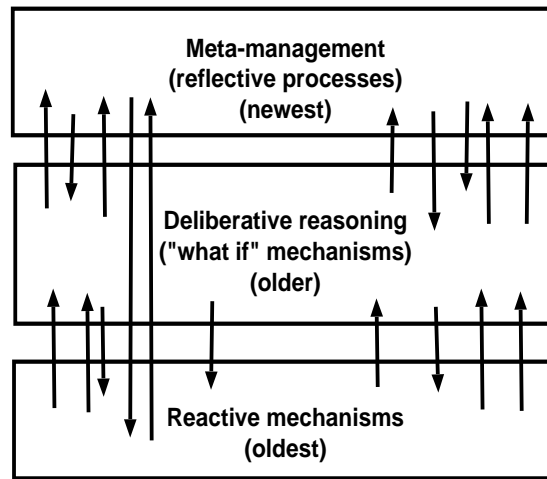 Meta-management
(reflective processes)
(newest)
Deliberative reasoning
("what if" mechanisms)
(older)
Reactive mechanisms
(oldest)